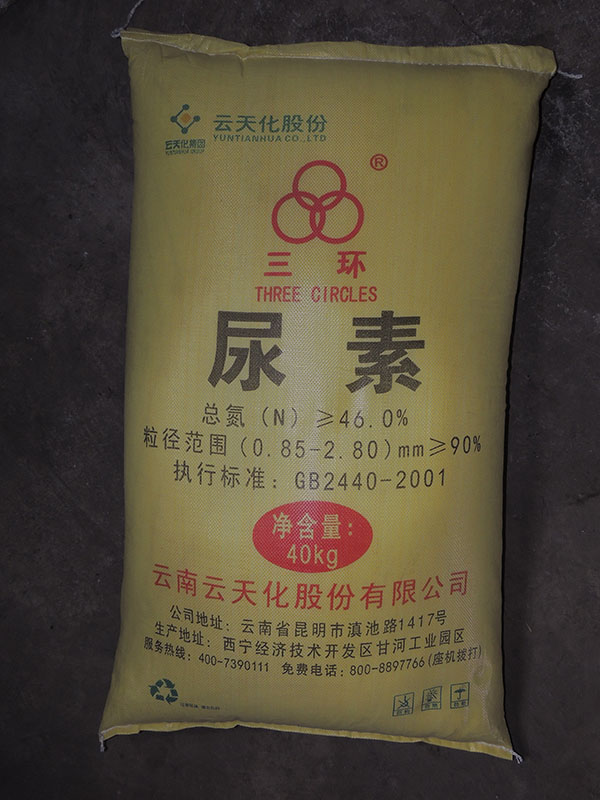 云天化集团
YUNTIANHUA GROUP
云天化股份
YUNTIANHUA CO.,LTD
®
三环
THREE CIRCLES
尿素
总氮（N）≥46.0%
粒径范围(0.85-2.80)mm≥90%
执行标准：GB2440-2001
净含量：
40kg
云南云天化股份有限公司
公司地址：云南省昆明市滇池路1417号
生产地址：西宁经济技术开发区甘河工业园区
服务热线：400-7390111 免费电话：800-8897766(座机拨打)